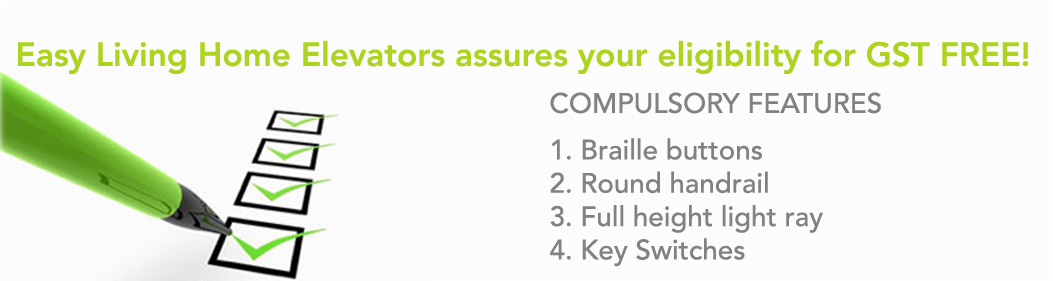 Easy Living Home Elevators assures your eligibility for GST FREE!
COMPULSORY FEATURES
1. Braille buttons
2. Round handrail
3. Full height light ray
4. Key Switches